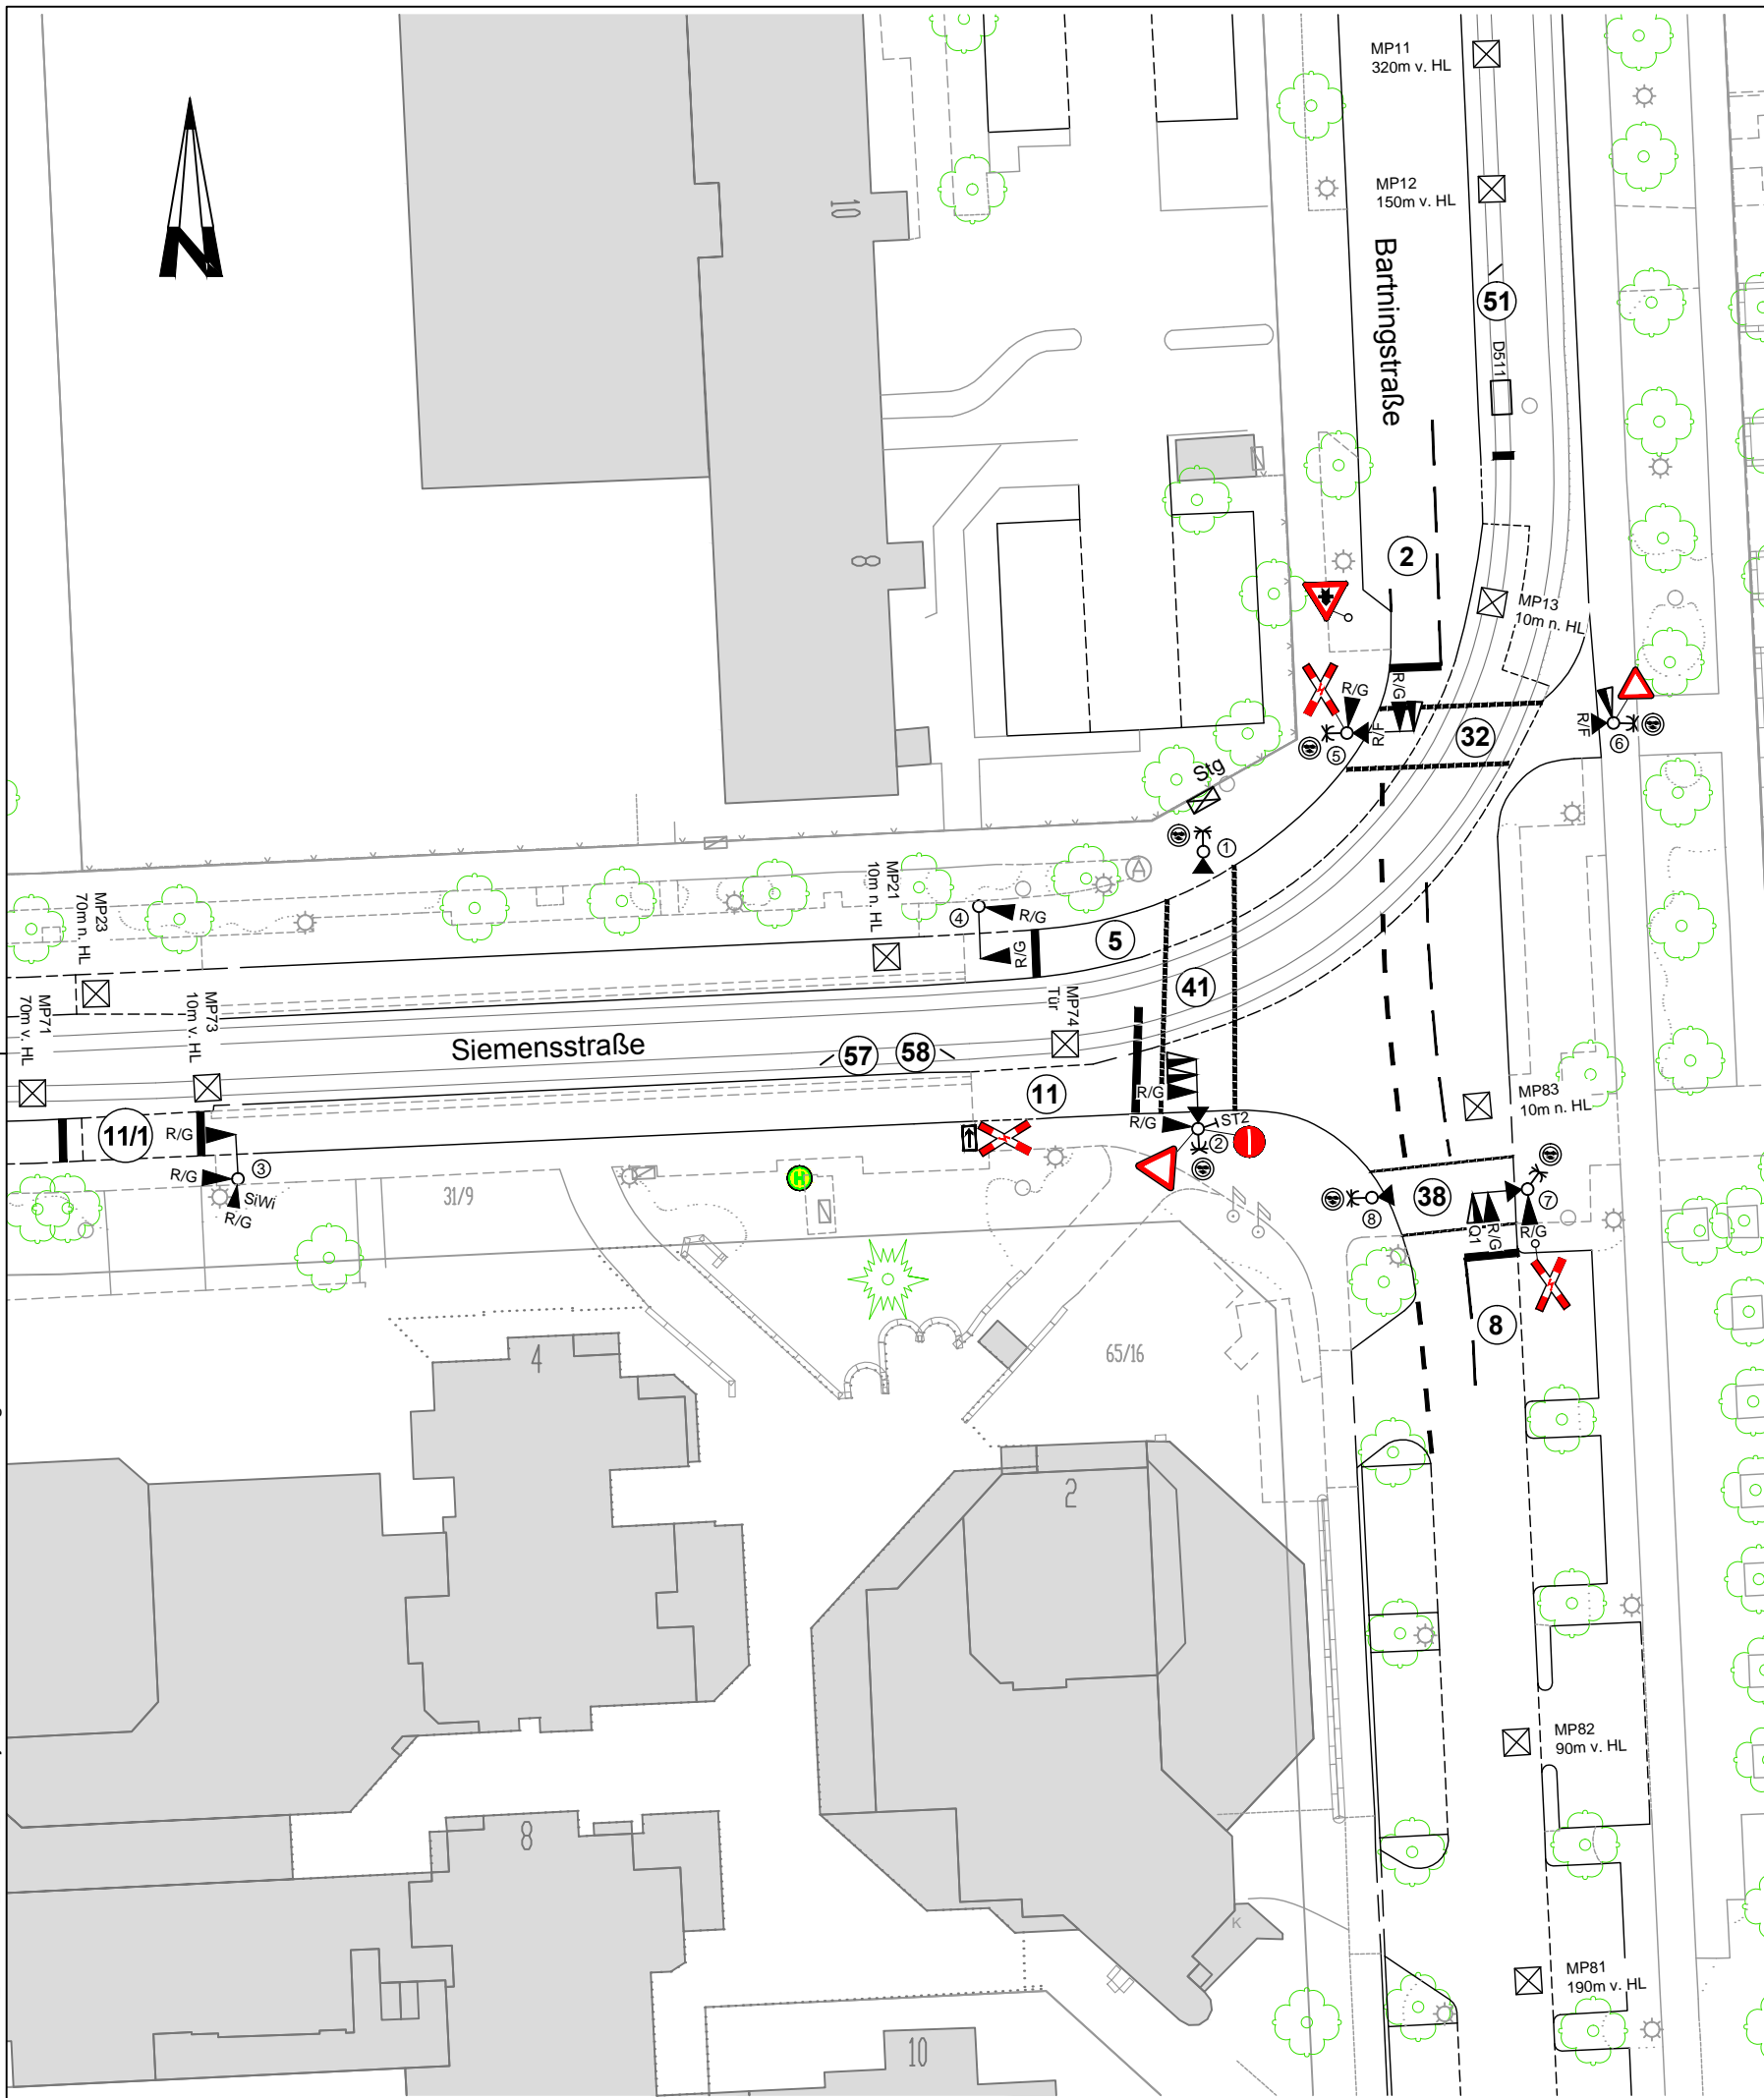 MP11
320m v. HL
10
MP12
150m v. HL
Bartningstraße
51
D511
8
2
MP13
10m n. HL
R/G
R/G
R/F
5
32
R/F
6
Stg
1
A
MP21
10m n. HL
MP23
70m n. HL
4
R/G
R/G
5
41
MP71
70m v. HL
MP73
10m v. HL
MP74
Tür
Siemensstraße
57
58
11
R/G
R/G
ST2
2
MP83
10m n. HL
11/1
R/G
R/G
3
SiWi
R/G
31/9
H
8
38
Q1
R/G
R/G
7
8
4
65/16
2
MP82
90m v. HL
8
K
MP81
190m v. HL
10
N